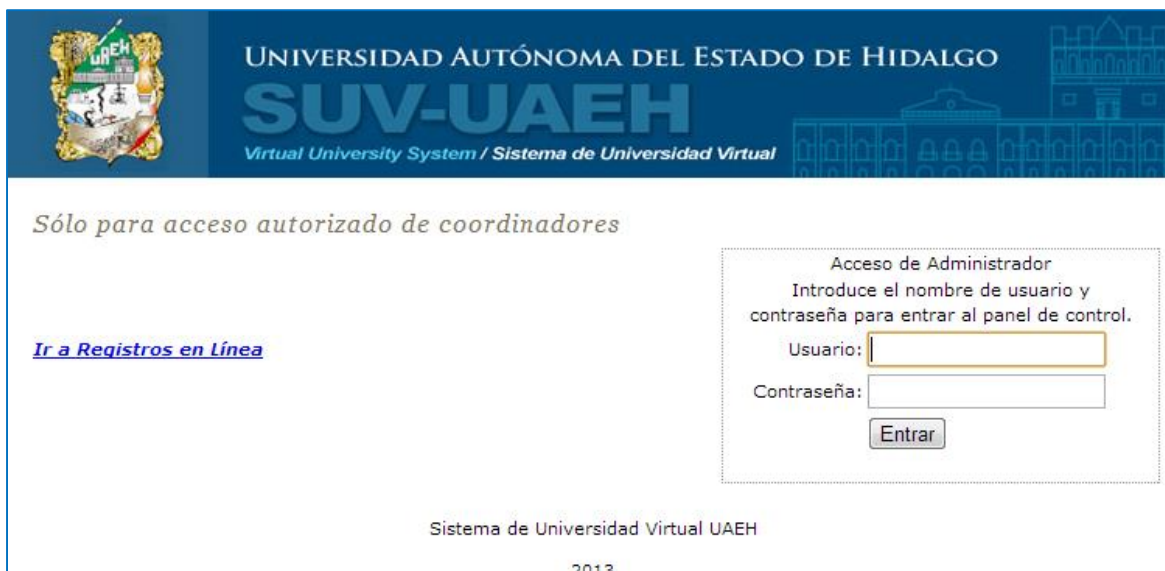 UAEH
UNIVERSIDAD AUTÓNOMA DEL ESTADO DE HIDALGO
SUV-UAEH
Virtual University System / Sistema de Universidad Virtual
Sólo para acceso autorizado de coordinadores
Acceso de Administrador
Introduce el nombre de usuario y
contraseña para entrar al panel de control.
Ir a Registros en Línea
Usuario:
Contraseña:
Entrar
Sistema de Universidad Virtual UAEH
2013